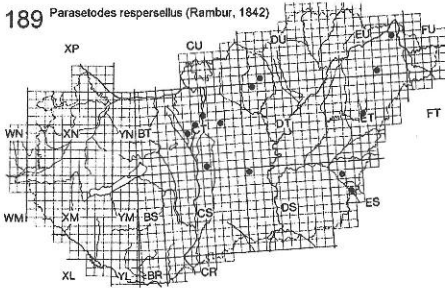 189 Parasetodes respersellus (Rambur, 1842)
XP CU DU EU FU
WN XN YN BT DT ET FT
WM XM YM BS CS DS ES
XL YL BR CR